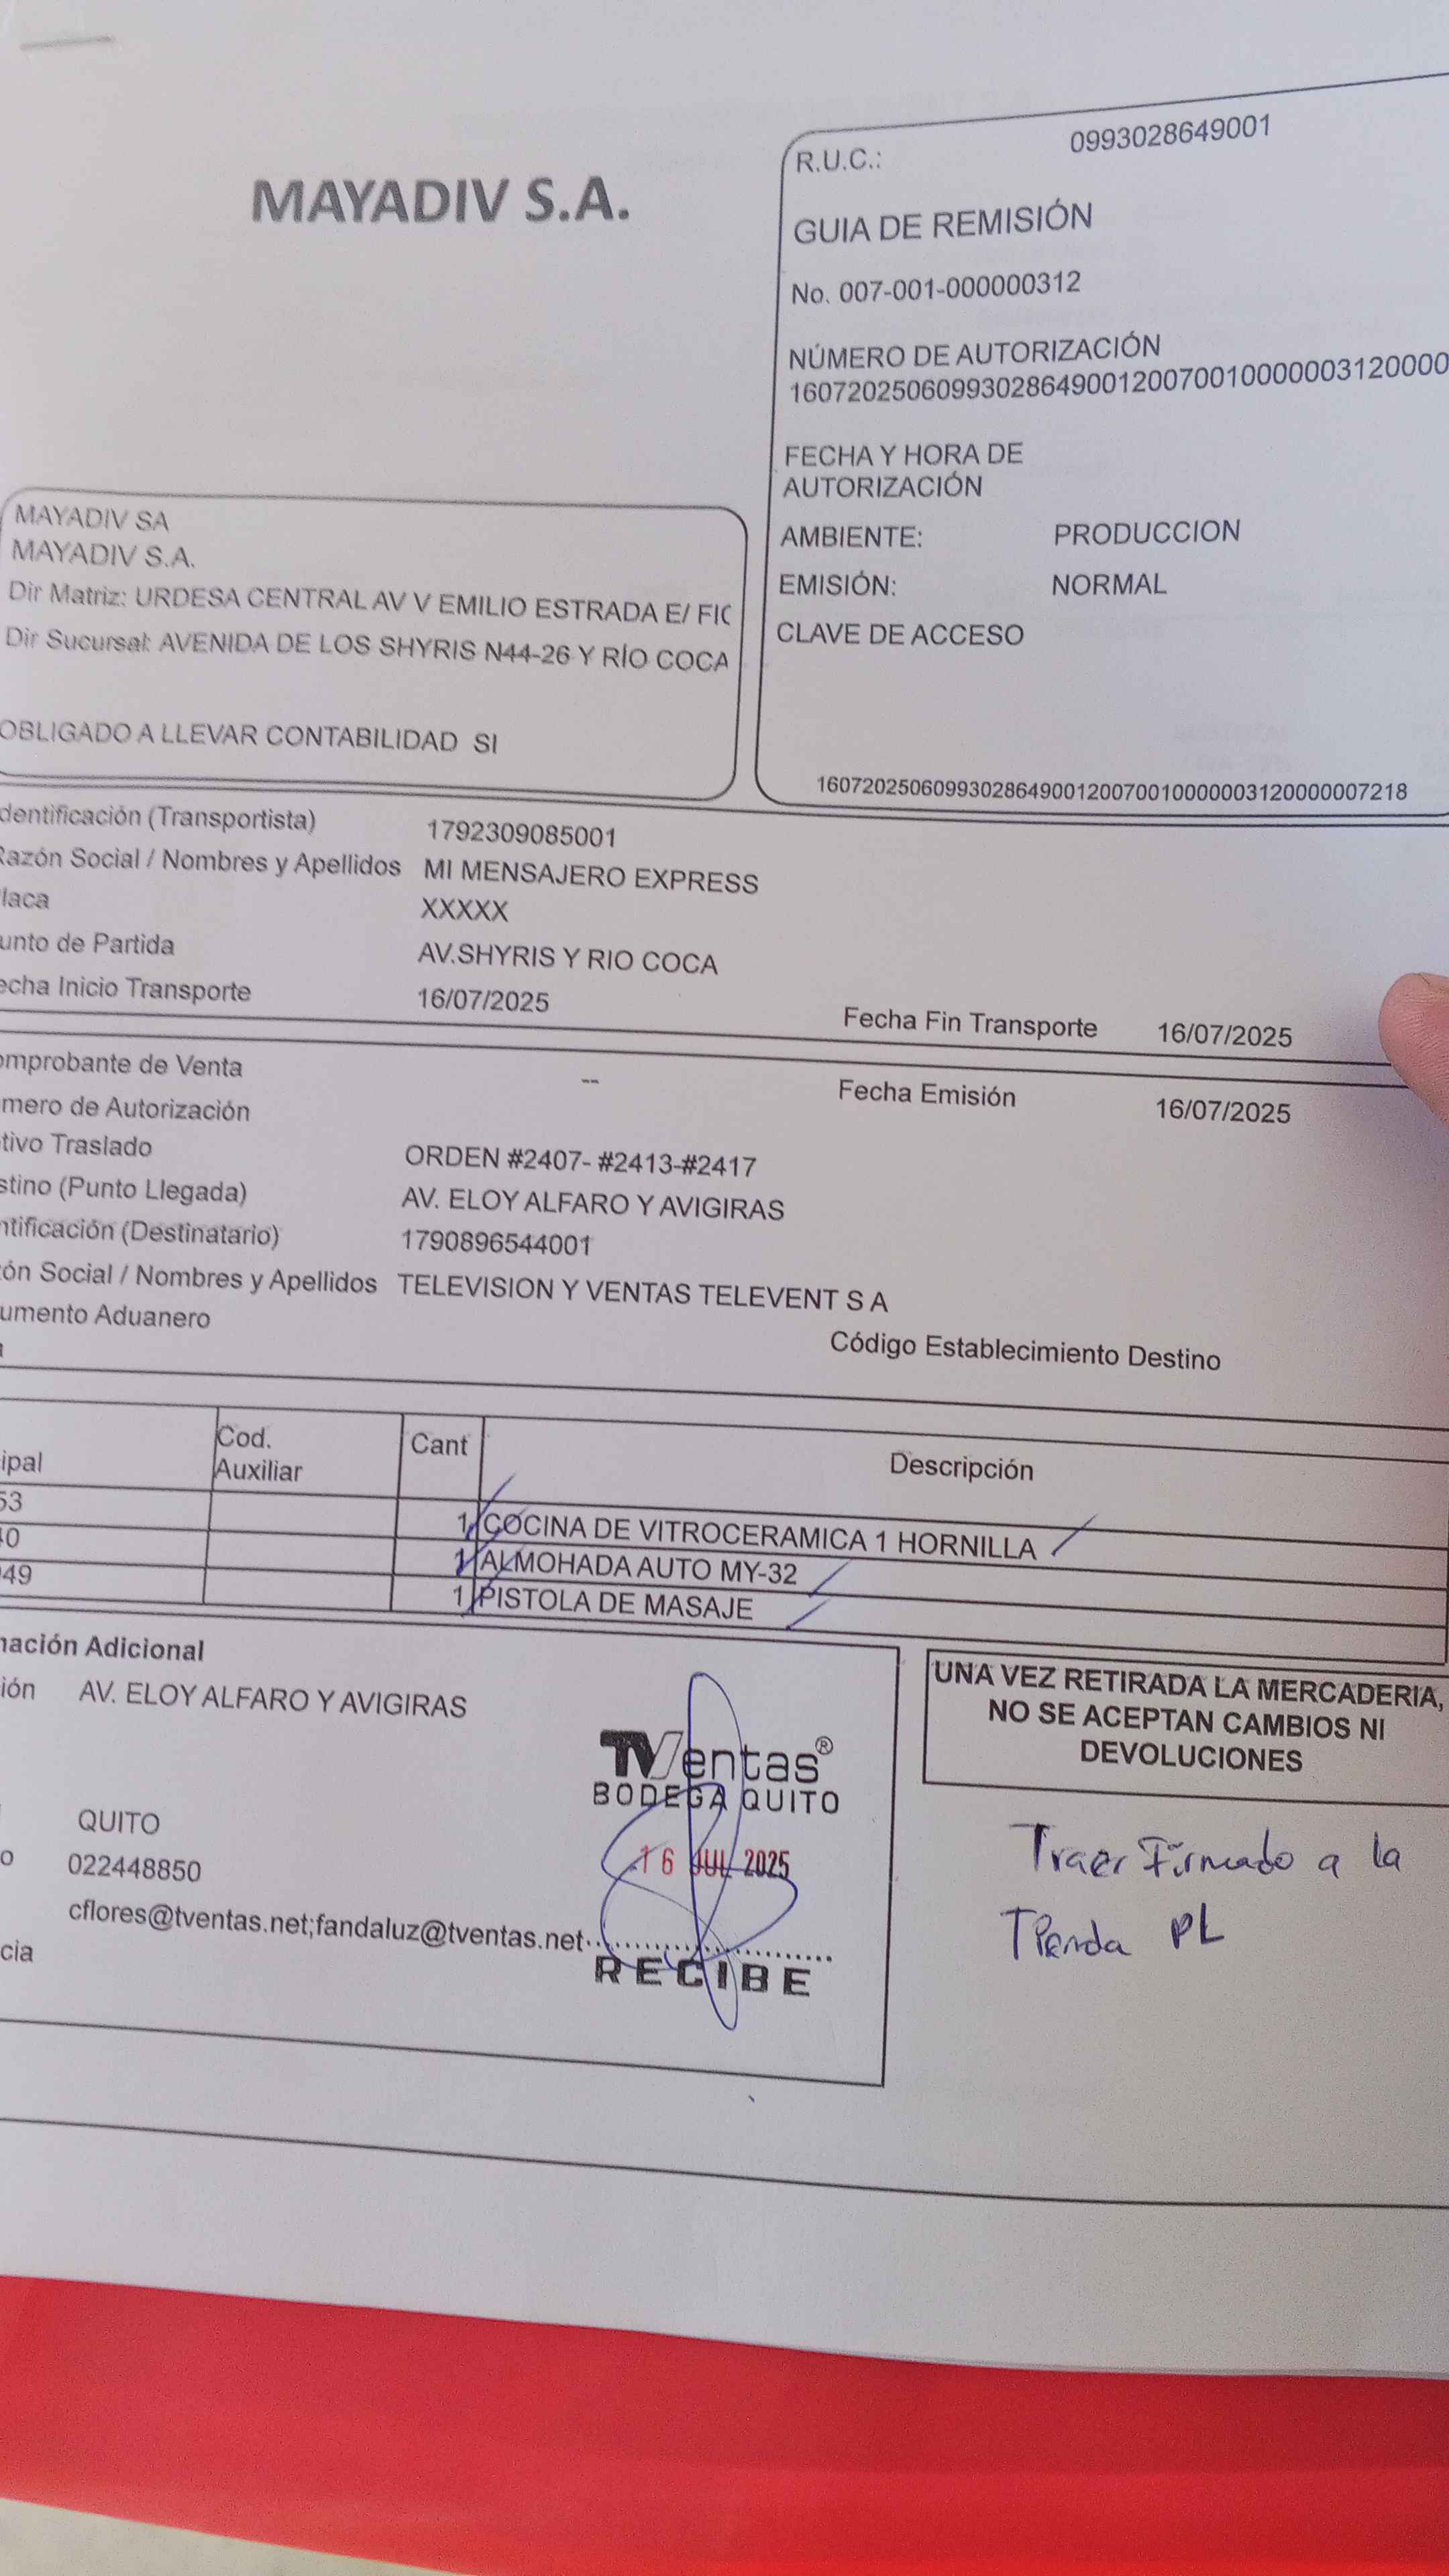 MAYADIV S.A.
R.U.C.: 0993028649001
GUIA DE REMISIÓN
No. 007-001-000000312
NÚMERO DE AUTORIZACIÓN
1607202506099302864900120070010000003120000
FECHA Y HORA DE
AUTORIZACIÓN
AMBIENTE: PRODUCCION
EMISIÓN: NORMAL
CLAVE DE ACCESO
1607202506099302864900120070010000003120000007218
MAYADIV SA
MAYADIV S.A.
Dir Matriz: URDESA CENTRAL AV V EMILIO ESTRADA E/ FIC
Dir Sucursal: AVENIDA DE LOS SHYRIS N44-26 Y RÍO COCA
OBLIGADO A LLEVAR CONTABILIDAD SI
dentificación (Transportista) 1792309085001
Razón Social / Nombres y Apellidos MI MENSAJERO EXPRESS
laca XXXXX
unto de Partida AV.SHYRIS Y RIO COCA
echa Inicio Transporte 16/07/2025 Fecha Fin Transporte 16/07/2025
omprobante de Venta -- Fecha Emisión 16/07/2025
mero de Autorización
tivo Traslado ORDEN #2407- #2413-#2417
stino (Punto Llegada) AV. ELOY ALFARO Y AVIGIRAS
ntificación (Destinatario) 1790896544001
ón Social / Nombres y Apellidos TELEVISION Y VENTAS TELEVENT S A
umento Aduanero
Código Establecimiento Destino
ipal Cod. Auxiliar Cant Descripción
53 1 COCINA DE VITROCERAMICA 1 HORNILLA
40 1 ALMOHADA AUTO MY-32
949 1 PISTOLA DE MASAJE
mación Adicional
ión AV. ELOY ALFARO Y AVIGIRAS
QUITO
o 022448850
cflores@tventas.net;fandaluz@tventas.net
cia
TVentas®
BODEGA QUITO
16 JUL 2025
RECIBE
UNA VEZ RETIRADA LA MERCADERIA,
NO SE ACEPTAN CAMBIOS NI
DEVOLUCIONES
Traer Firmado a la
Tienda PL